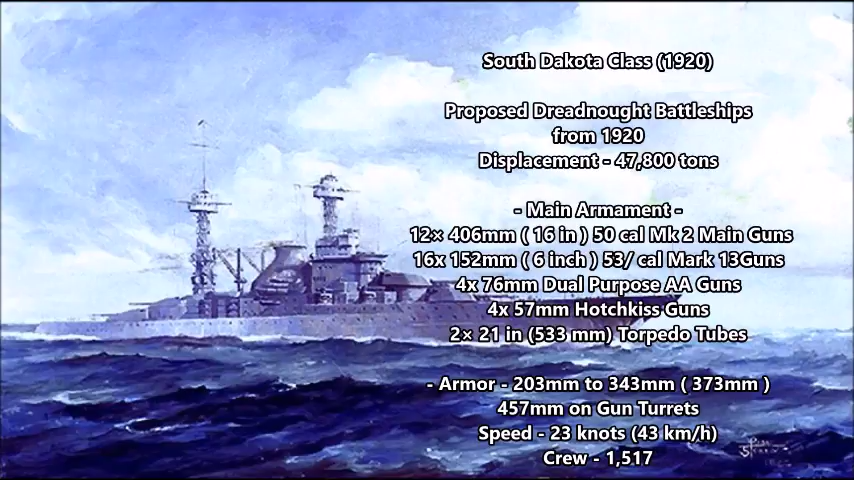 South Dakota Class (1920)
Proposed Dreadnought Battleships
from 1920
Displacement - 47,800 tons
- Main Armament -
12× 406mm ( 16 in ) 50 cal Mk 2 Main Guns
16x 152mm ( 6 inch ) 53/ cal Mark 13Guns
4x 76mm Dual Purpose AA Guns
4x 57mm Hotchkiss Guns
2× 21 in (533 mm) Torpedo Tubes
- Armor - 203mm to 343mm ( 373mm )
457mm on Gun Turrets
Speed - 23 knots (43 km/h)
Crew - 1,517